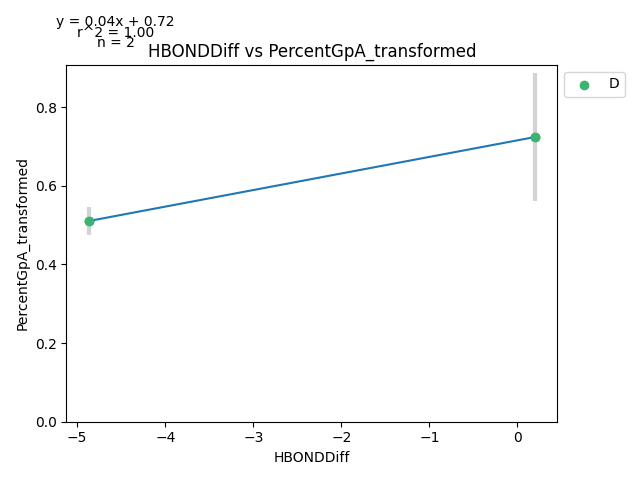 y = 0.04x + 0.72
r^2 = 1.00
n = 2
HBONDDiff vs PercentGpA_transformed
D
PercentGpA_transformed
0.8
0.6
0.4
0.2
0.0
−5
−4
−3
−2
−1
0
HBONDDiff